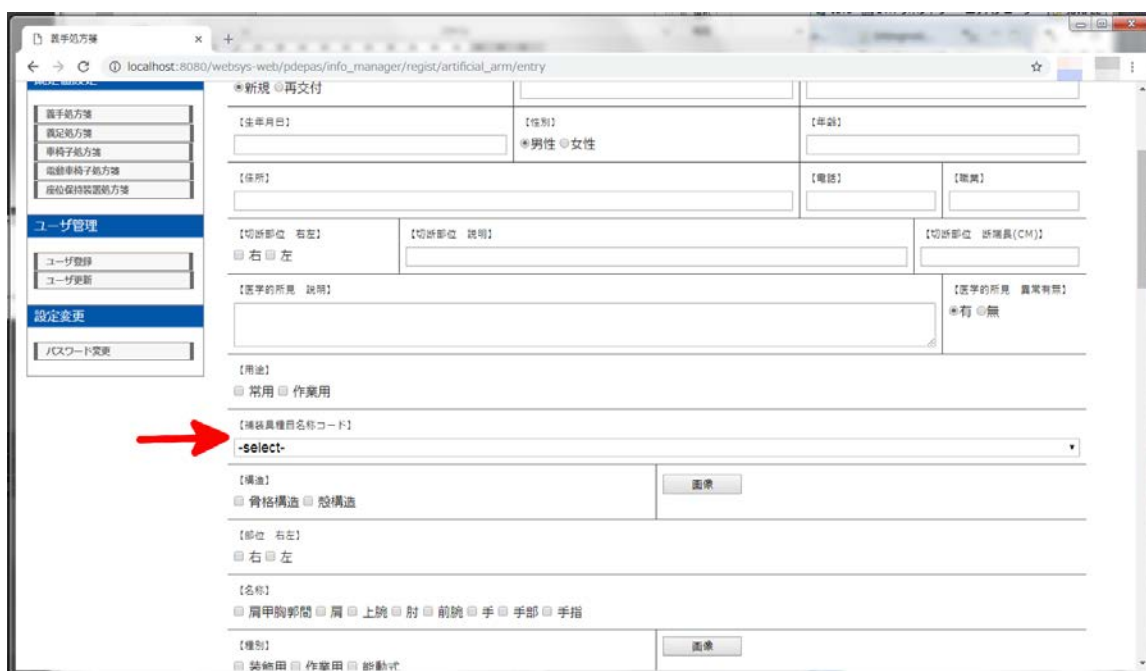 義手処方箋
localhost:8080/websys-web/pdepas/info_manager/regist/artificial_arm/entry
義手処方箋
義足処方箋
車椅子処方箋
電動車椅子処方箋
座位保持装置処方箋
ユーザ管理
ユーザ登録
ユーザ更新
設定変更
パスワード変更
新規 再交付
【生年月日】 【性別】 【年齢】
男性 女性
【住所】 【電話】 【職業】
【切断部位 右左】 【切断部位 説明】 【切断部位 断端長(CM)】
右 左
【医学的所見 説明】 【医学的所見 異常有無】
有 無
【用途】
常用 作業用
【補装具種目名称コード】
-select-
【構造】 画像
骨格構造 殻構造
【部位 右左】
右 左
【名称】
肩甲胸郭間 肩 上腕 肘 前腕 手 手部 手指
【種別】 画像
装飾用 作業用 能動式